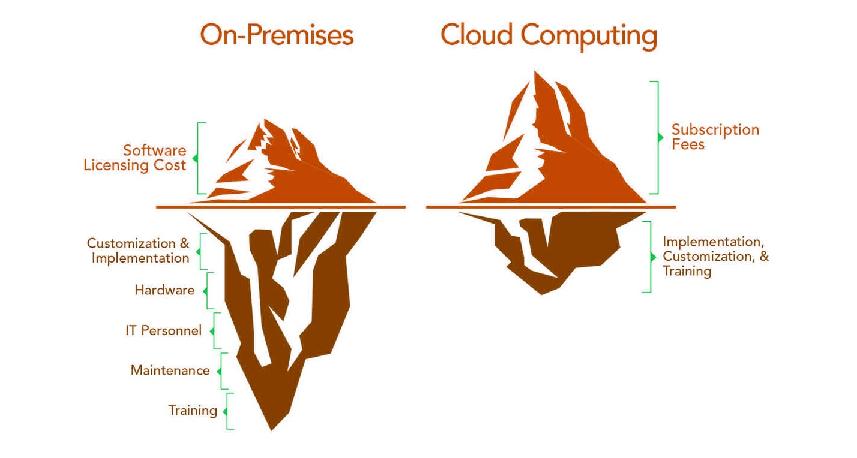 On-Premises
Cloud Computing
Software
Licensing Cost
Customization &
Implementation
Hardware
IT Personnel
Maintenance
Training
Subscription
Fees
Implementation,
Customization, &
Training